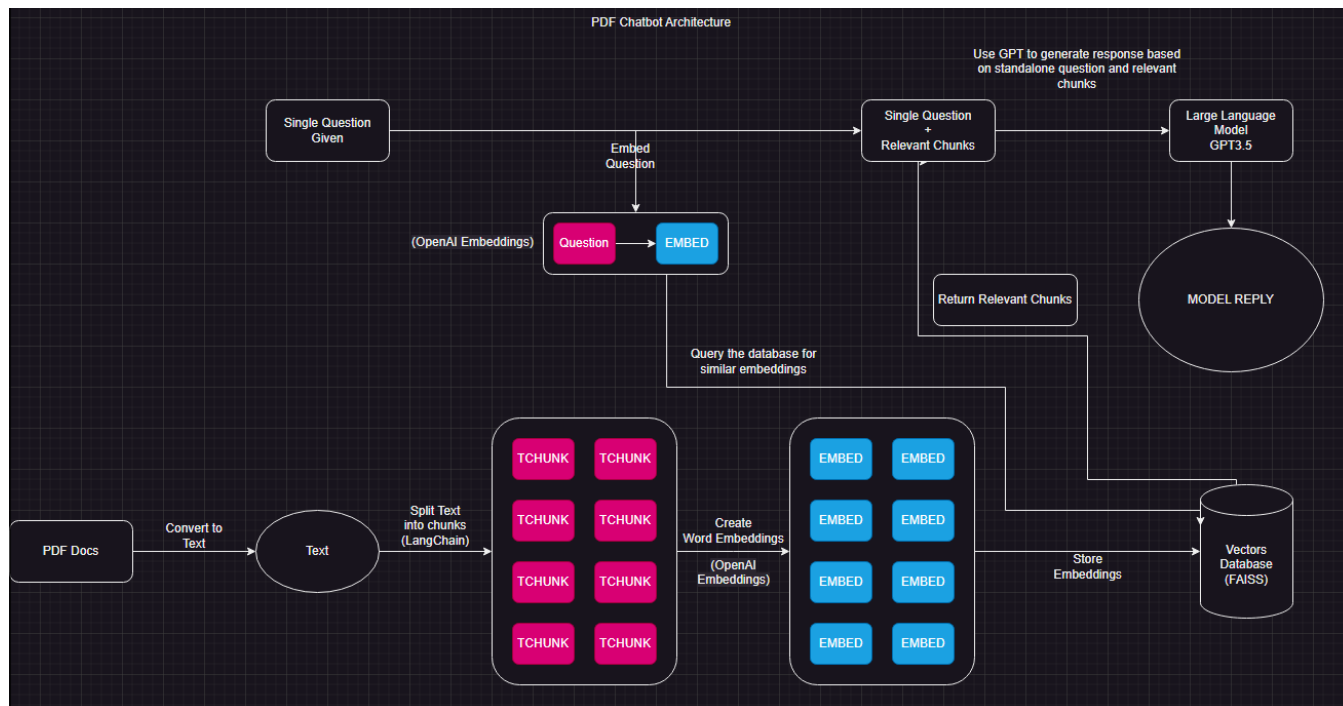 PDF Chatbot Architecture
Use GPT to generate response based
on standalone question and relevant
chunks
Single Question
Given
Single Question
+
Relevant Chunks
Large Language
Model
GPT3.5
Embed
Question
(OpenAI Embeddings)
Question
EMBED
Return Relevant Chunks
MODEL REPLY
Query the database for
similar embeddings
PDF Docs
Convert to
Text
Text
Split Text
into chunks
(LangChain)
TCHUNK
TCHUNK
TCHUNK
TCHUNK
TCHUNK
TCHUNK
TCHUNK
TCHUNK
Create
Word Embeddings
(OpenAI
Embeddings)
EMBED
EMBED
EMBED
EMBED
EMBED
EMBED
EMBED
EMBED
Store
Embeddings
Vectors
Database
(FAISS)